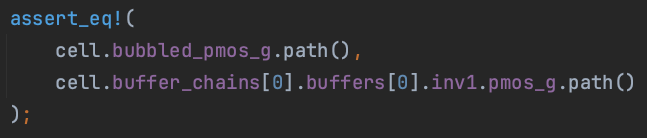 assert_eq!(
    cell.bubbled_pmos_g.path(),
    cell.buffer_chains[0].buffers[0].inv1.pmos_g.path()
);